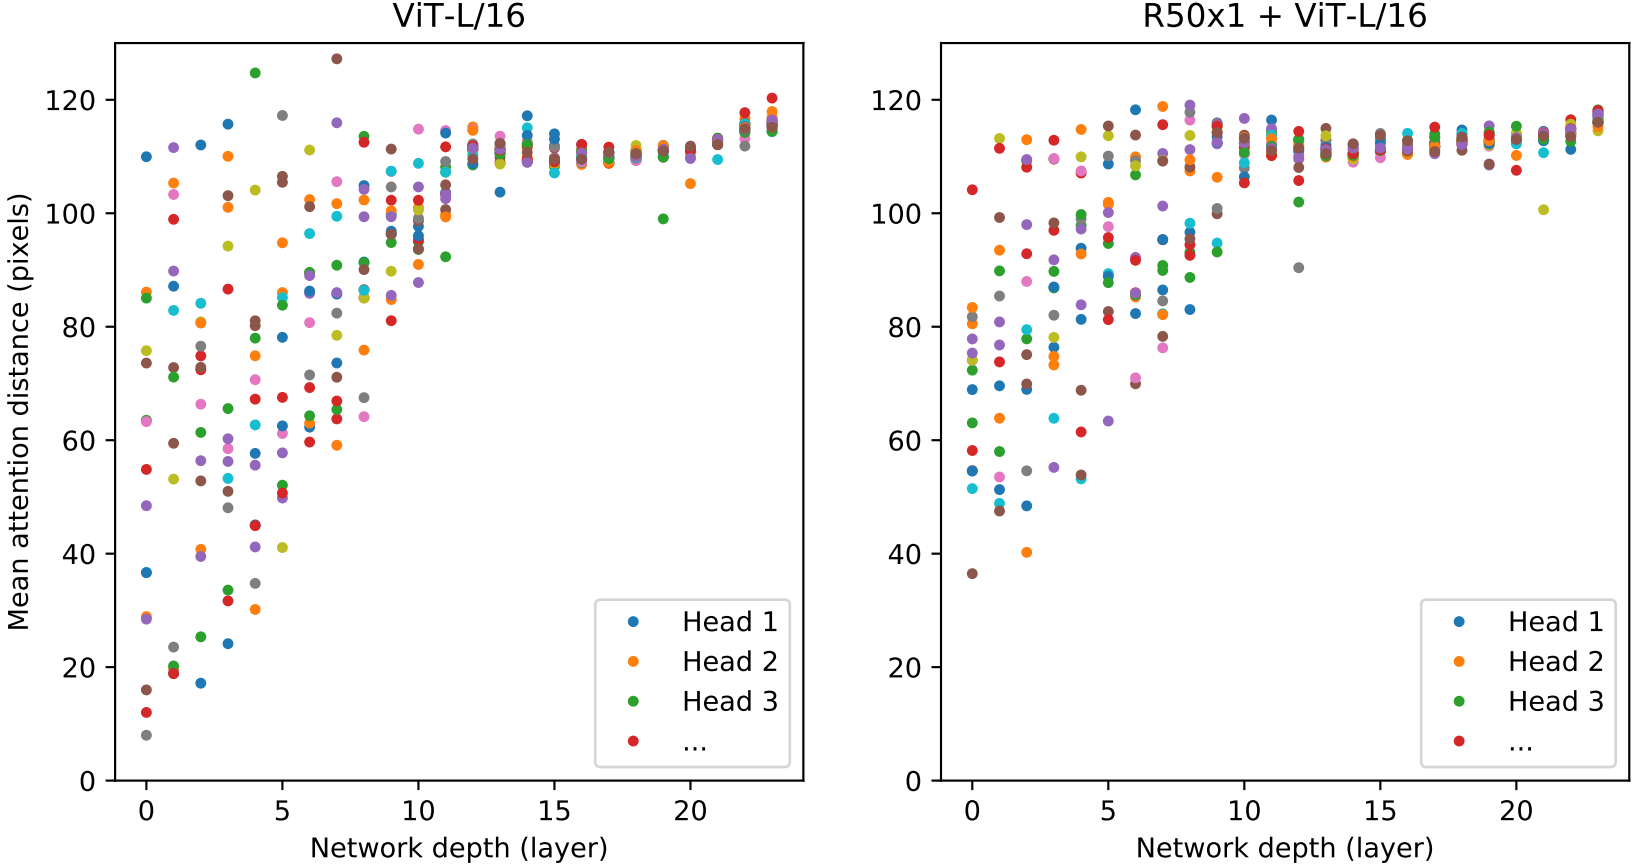 ViT-L/16
R50x1 + ViT-L/16
Mean attention distance (pixels)
120
100
80
60
40
20
0
Head 1
Head 2
Head 3
...
0 5 10 15 20
Network depth (layer)
120
100
80
60
40
20
0
Head 1
Head 2
Head 3
...
0 5 10 15 20
Network depth (layer)